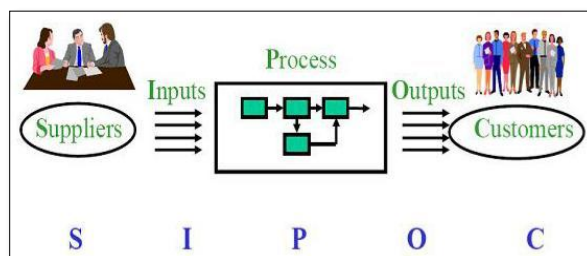 Process
Inputs
Outputs
Suppliers
Customers
S I P O C